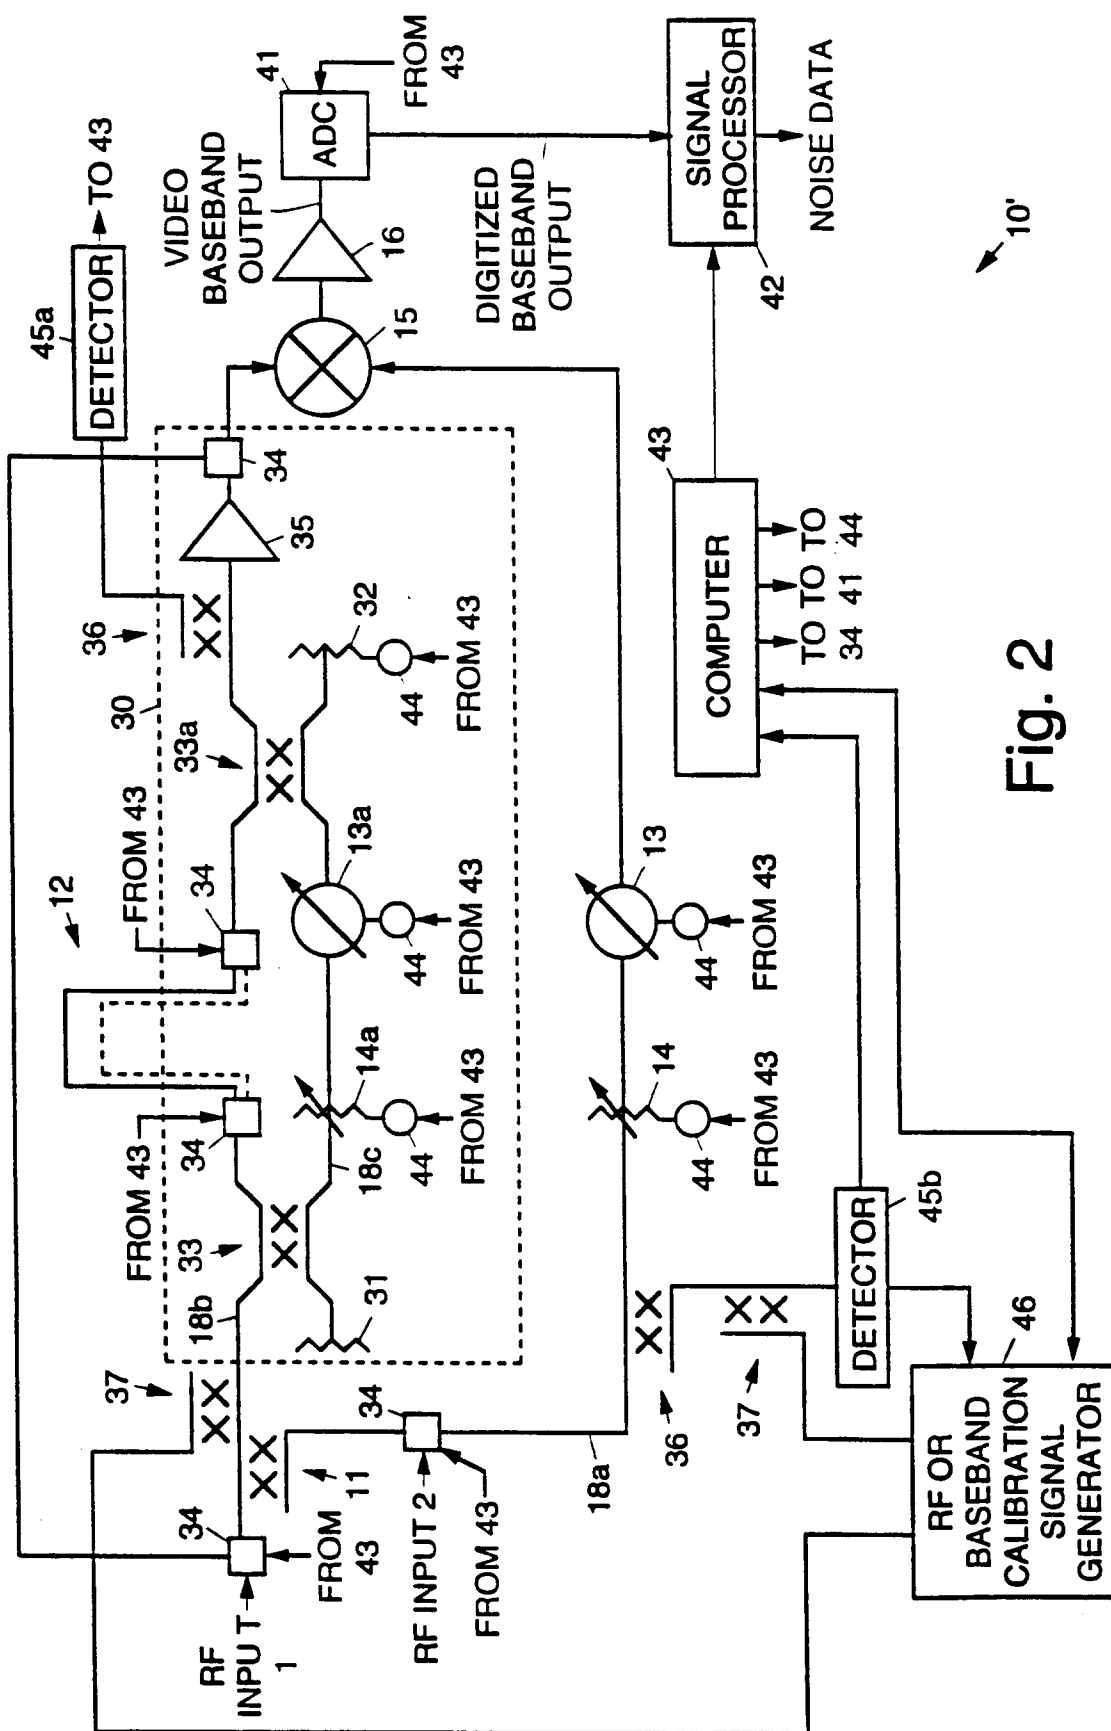 RF
INPUT
1
34
FROM
43
11
37
RF INPUT 2
34
FROM 43
18a
18b
33
FROM 43
34
31
18c
14a
44
FROM 43
12
FROM 43
34
13a
44
FROM 43
30
33a
36
32
44
FROM 43
35
34
45a
DETECTOR
TO 43
15
16
VIDEO
BASEBAND
OUTPUT
41
ADC
FROM
43
DIGITIZED
BASEBAND
OUTPUT
SIGNAL
PROCESSOR
42
NOISE DATA
14
44
FROM 43
13
44
FROM 43
36
37
DETECTOR
45b
46
RF OR
BASEBAND
CALIBRATION
SIGNAL
GENERATOR
43
COMPUTER
TO TO TO
34 41 44
10'
Fig. 2